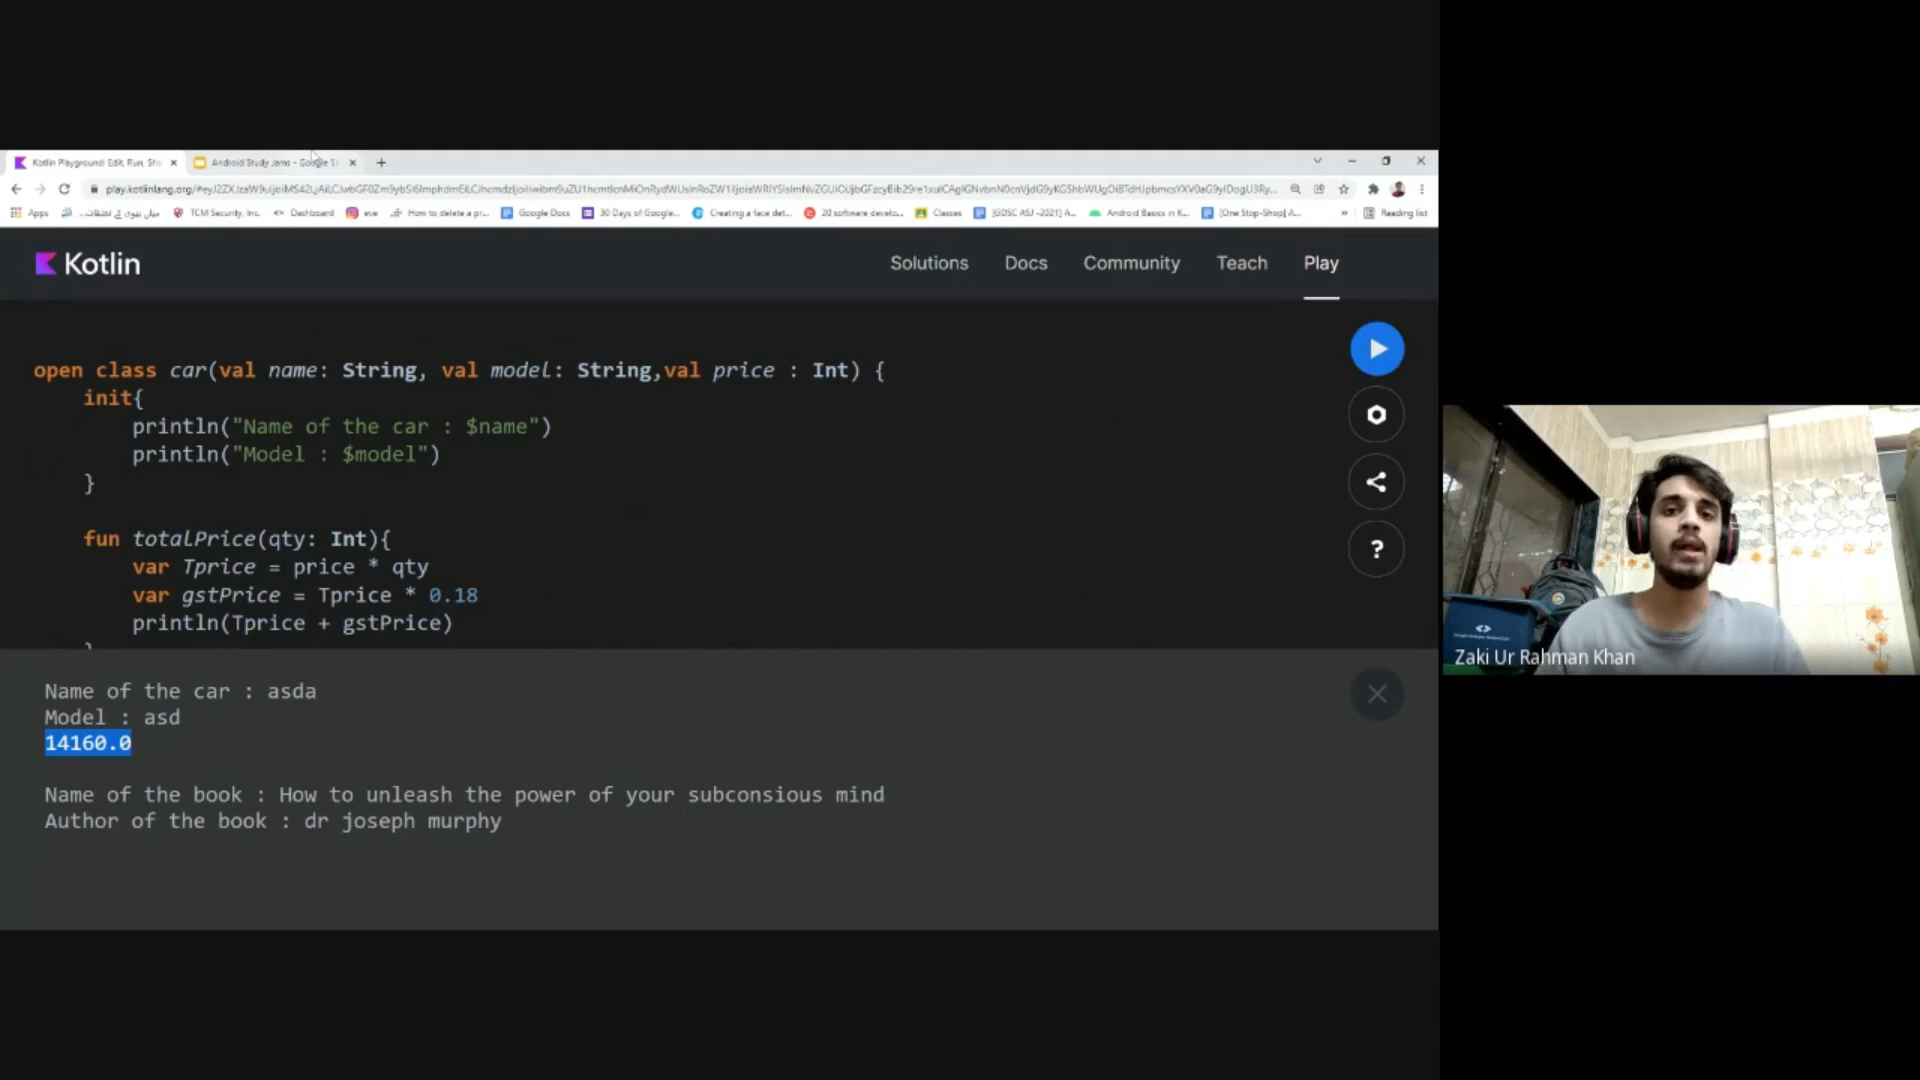 Kotlin Playground: Edit, Run, Sha
Android Study Jams - Google Sl
Apps
میاں بیوی کے تعلقات...
TCM Security, Inc.
Dashboard
eve
How to delete a pr...
Google Docs
30 Days of Google...
Creating a face det...
20 software develo...
Classes
[GDSC ASJ -2021] A...
Android Basics in K...
[One Stop-Shop] A...
»
Reading list
Kotlin
Solutions
Docs
Community
Teach
Play
open class car(val name: String, val model: String,val price : Int) {
init{
println("Name of the car : $name")
println("Model : $model")
}
fun totalPrice(qty: Int){
var Tprice = price * qty
var gstPrice = Tprice * 0.18
println(Tprice + gstPrice)
?
Name of the car : asda
Model : asd
14160.0
Name of the book : How to unleash the power of your subconsious mind
Author of the book : dr joseph murphy
Zaki Ur Rahman Khan